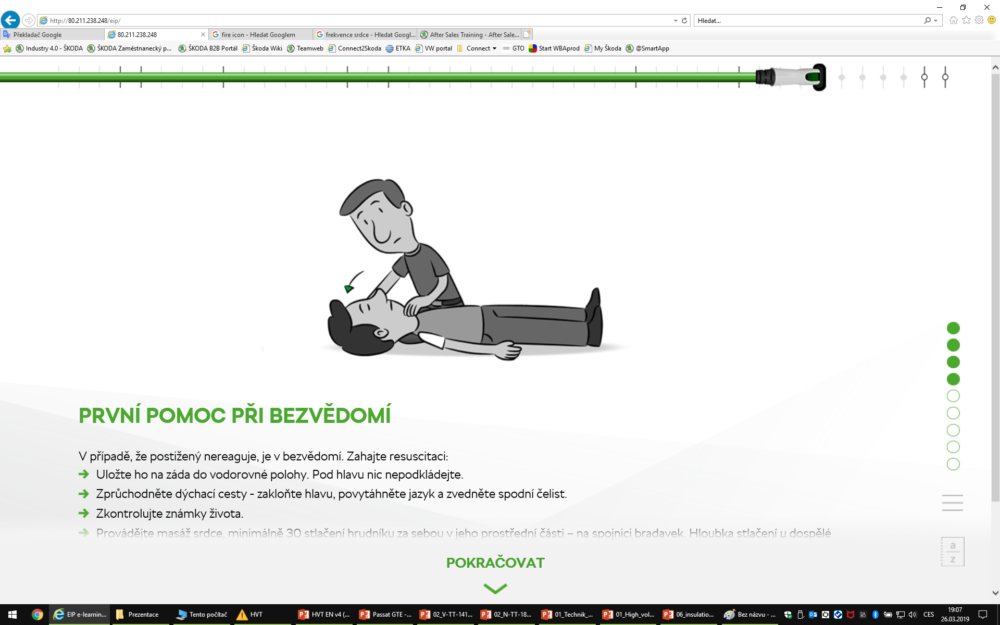 http://80.211.238.248/eip/
Hledat...
Překladač Google
80.211.238.248
fire icon - Hledat Googlem
frekvence srdce - Hledat Googl...
After Sales Training - After Sale...
Industry 4.0 - ŠKODA
ŠKODA Zaměstnanecký p...
ŠKODA B2B Portál
Škoda Wiki
Teamweb
Connect2Skoda
ETKA
VW portal
Connect
GTO
Start WBAprod
My Škoda
@SmartApp
PRVNÍ POMOC PŘI BEZVĚDOMÍ
V případě, že postižený nereaguje, je v bezvědomí. Zahajte resuscitaci:
Uložte ho na záda do vodorovné polohy. Pod hlavu nic nepodkládejte.
Zprůchodněte dýchací cesty - zakloňte hlavu, povytáhněte jazyk a zvedněte spodní čelist.
Zkontrolujte známky života.
Provádějte masáž srdce, minimálně 30 stlačení hrudníku za sebou v jeho prostřední části – na spojnici bradavek. Hloubka stlačení u dospělé
POKRAČOVAT
a
z
EIP e-learnin...
Prezentace
Tento počítač
HVT
HVT EN v4 (...
Passat GTE -...
02_V-TT-141...
02_N-TT-18...
01_Technik_...
01_High_vol...
06_insulatio...
Bez názvu - ...
CES
19:07
26.03.2019